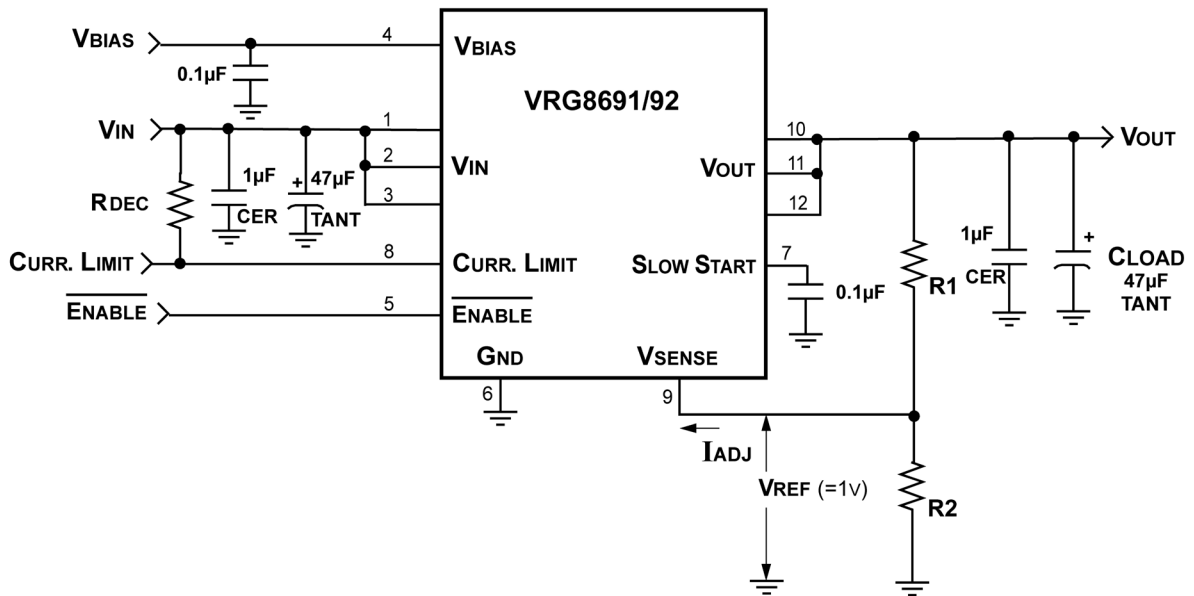 VBIAS
4
VBIAS
0.1µF
VRG8691/92
VIN
1
2
3
VIN
10
11
12
VOUT
VOUT
RDEC
1µF
CER
+
47µF
TANT
CURR. LIMIT
8
CURR. LIMIT
SLOW START
7
0.1µF
R1
1µF
CER
+
CLOAD
47µF
TANT
ENABLE
5
ENABLE
GND
6
VSENSE
9
IADJ
VREF (=1V)
R2